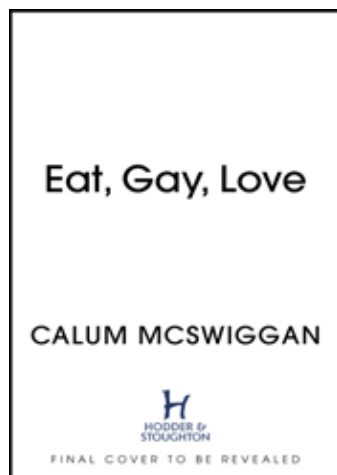 Eat, Gay, Love
CALUM MCSWIGGAN
HODDER &
STOUGHTON
FINAL COVER TO BE REVEALED